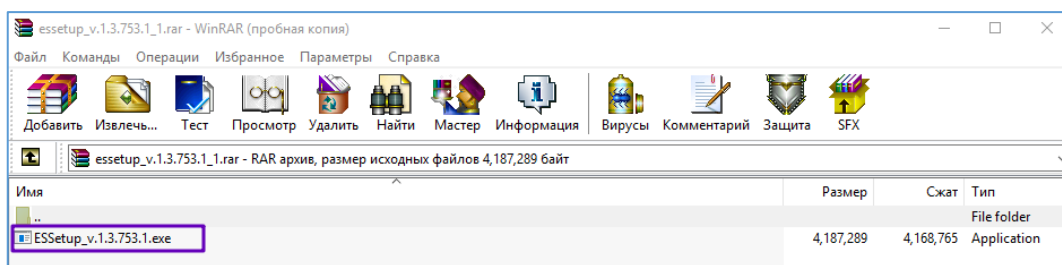 essetup_v.1.3.753.1_1.rar - WinRAR (пробная копия)
Файл Команды Операции Избранное Параметры Справка
Добавить Извлечь... Тест Просмотр Удалить Найти Мастер Информация Вирусы Комментарий Защита SFX
essetup_v.1.3.753.1_1.rar - RAR архив, размер исходных файлов 4,187,289 байт
Имя Размер Сжат Тип
.. File folder
ESSetup_v.1.3.753.1.exe 4,187,289 4,168,765 Application